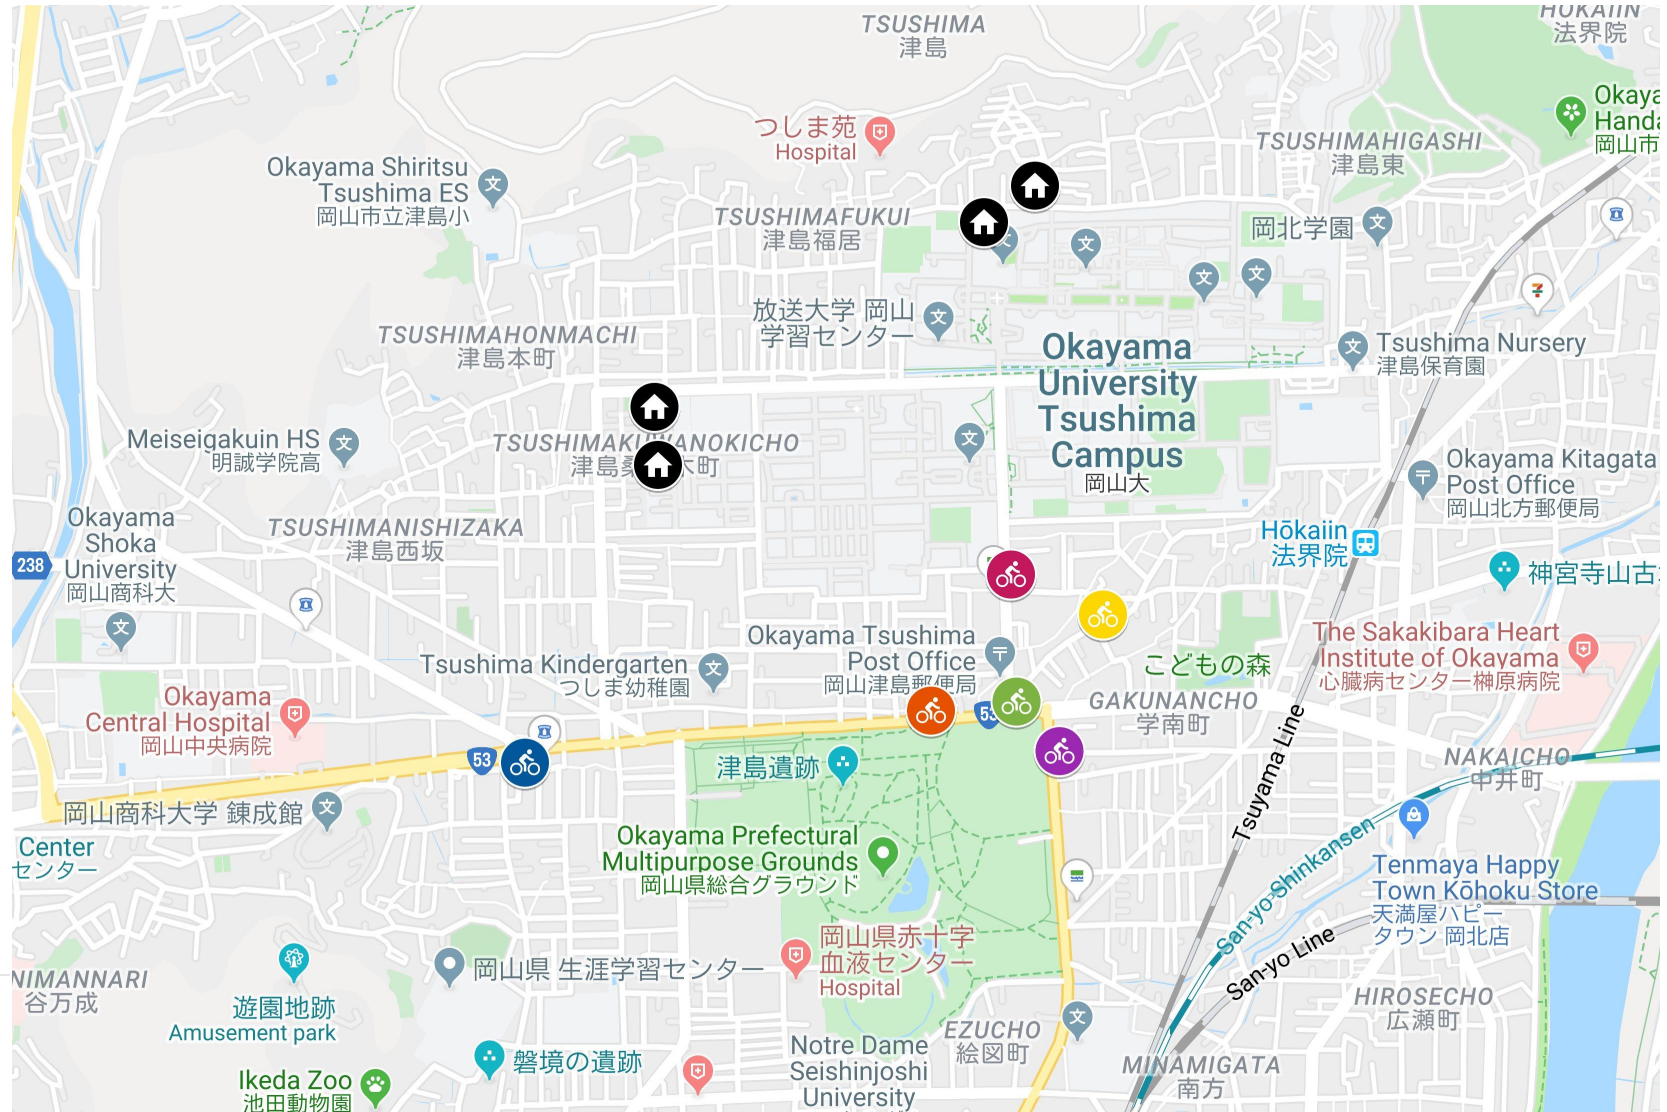 TSUSHIMA
津島
HOKAIIN
法界院
Okaya
Handa
岡山市
つしま苑
Hospital
TSUSHIMAHIGASHI
津島東
Okayama Shiritsu
Tsushima ES
岡山市立津島小
TSUSHIMAFUKUI
津島福居
岡北学園
放送大学 岡山
学習センター
TSUSHIMAHONMACHI
津島本町
Okayama
University
Tsushima
Campus
岡山大
Tsushima Nursery
津島保育園
Meiseigakuin HS
明誠学院高
TSUSHIMAKUWANOKICHO
津島桑の木町
Okayama Kitagata
Post Office
岡山北方郵便局
Okayama
Shoka
University
岡山商科大
TSUSHIMANISHIZAKA
津島西坂
Hōkaiin
法界院
238
神宮寺山古
Okayama Tsushima
Post Office
岡山津島郵便局
Tsushima Kindergarten
つしま幼稚園
こどもの森
The Sakakibara Heart
Institute of Okayama
心臓病センター榊原病院
Okayama
Central Hospital
岡山中央病院
GAKUNANCHO
学南町
53
53
津島遺跡
Tsuyama Line
NAKAICHO
中井町
岡山商科大学 錬成館
Center
センター
Okayama Prefectural
Multipurpose Grounds
岡山県総合グラウンド
San-yo Shinkansen
Tenmaya Happy
Town Kōhoku Store
天満屋ハピー
タウン 岡北店
San-yo Line
岡山県赤十字
血液センター
Hospital
NIMANNARI
谷万成
岡山県 生涯学習センター
遊園地跡
Amusement park
HIROSECHO
広瀬町
EZUCHO
絵図町
磐境の遺跡
Notre Dame
Seishinjoshi
University
MINAMIGATA
南方
Ikeda Zoo
池田動物園